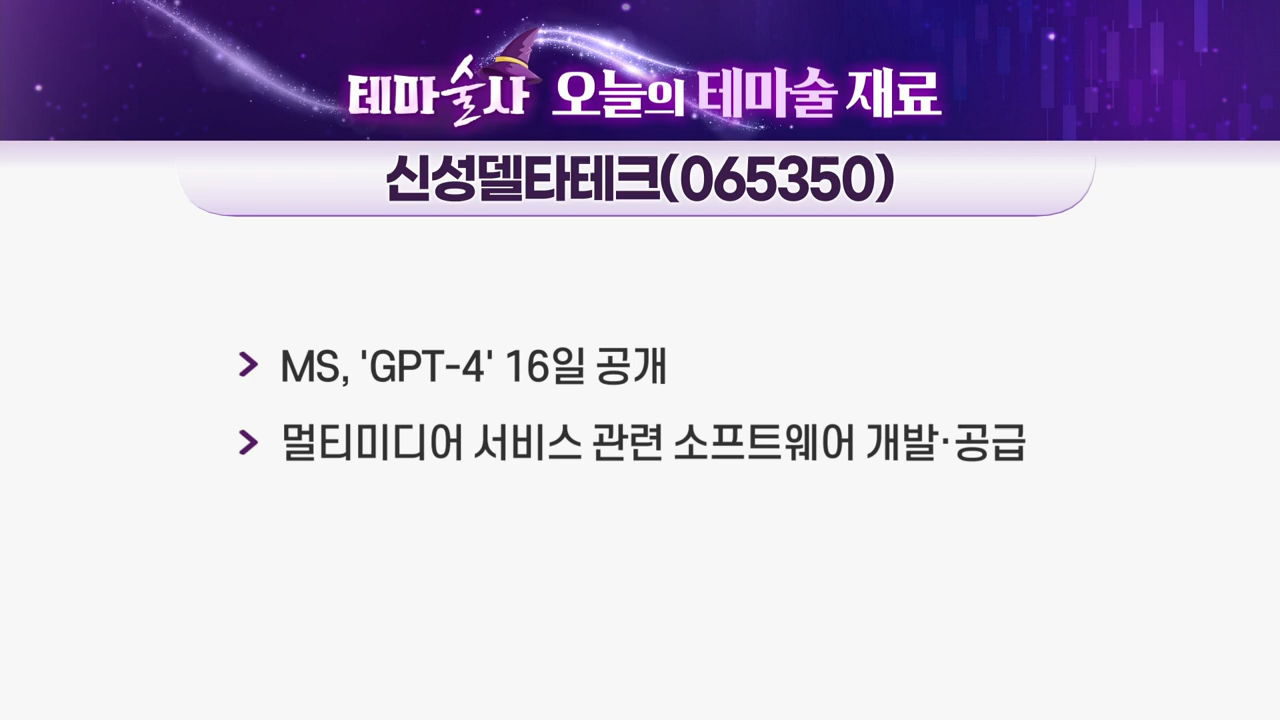 테마술사 오늘의 테마술 재료
신성델타테크(065350)
> MS, 'GPT-4' 16일 공개
> 멀티미디어 서비스 관련 소프트웨어 개발·공급